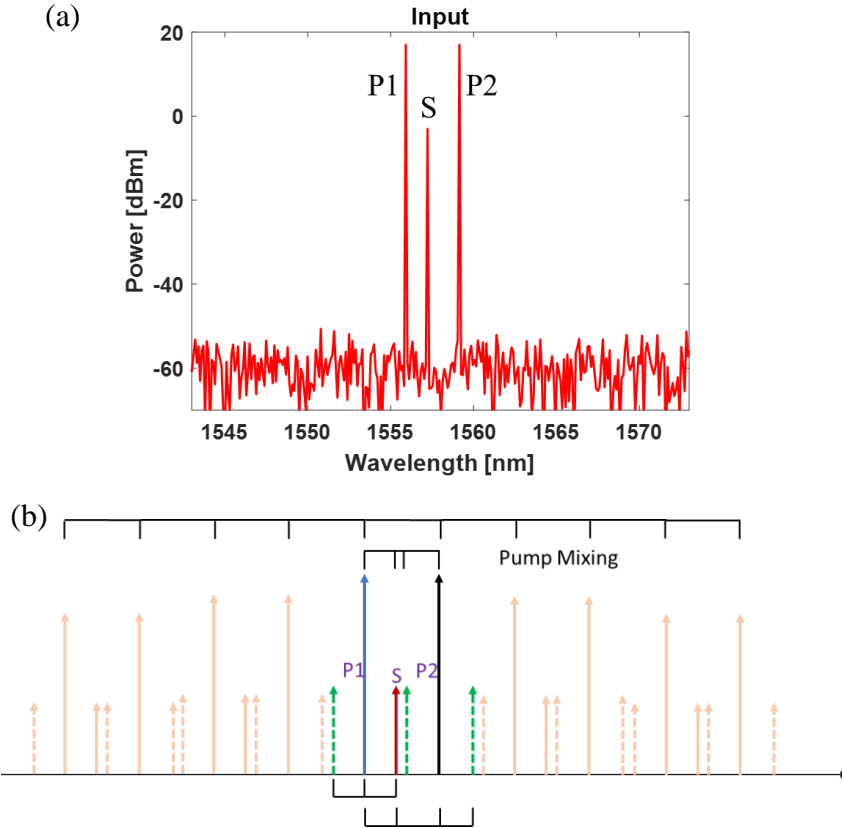 (a)
Input
20
0
-20
-40
-60
P1
S
P2
Power [dBm]
1545 1550 1555 1560 1565 1570
Wavelength [nm]
(b)
Pump Mixing
P1 S P2